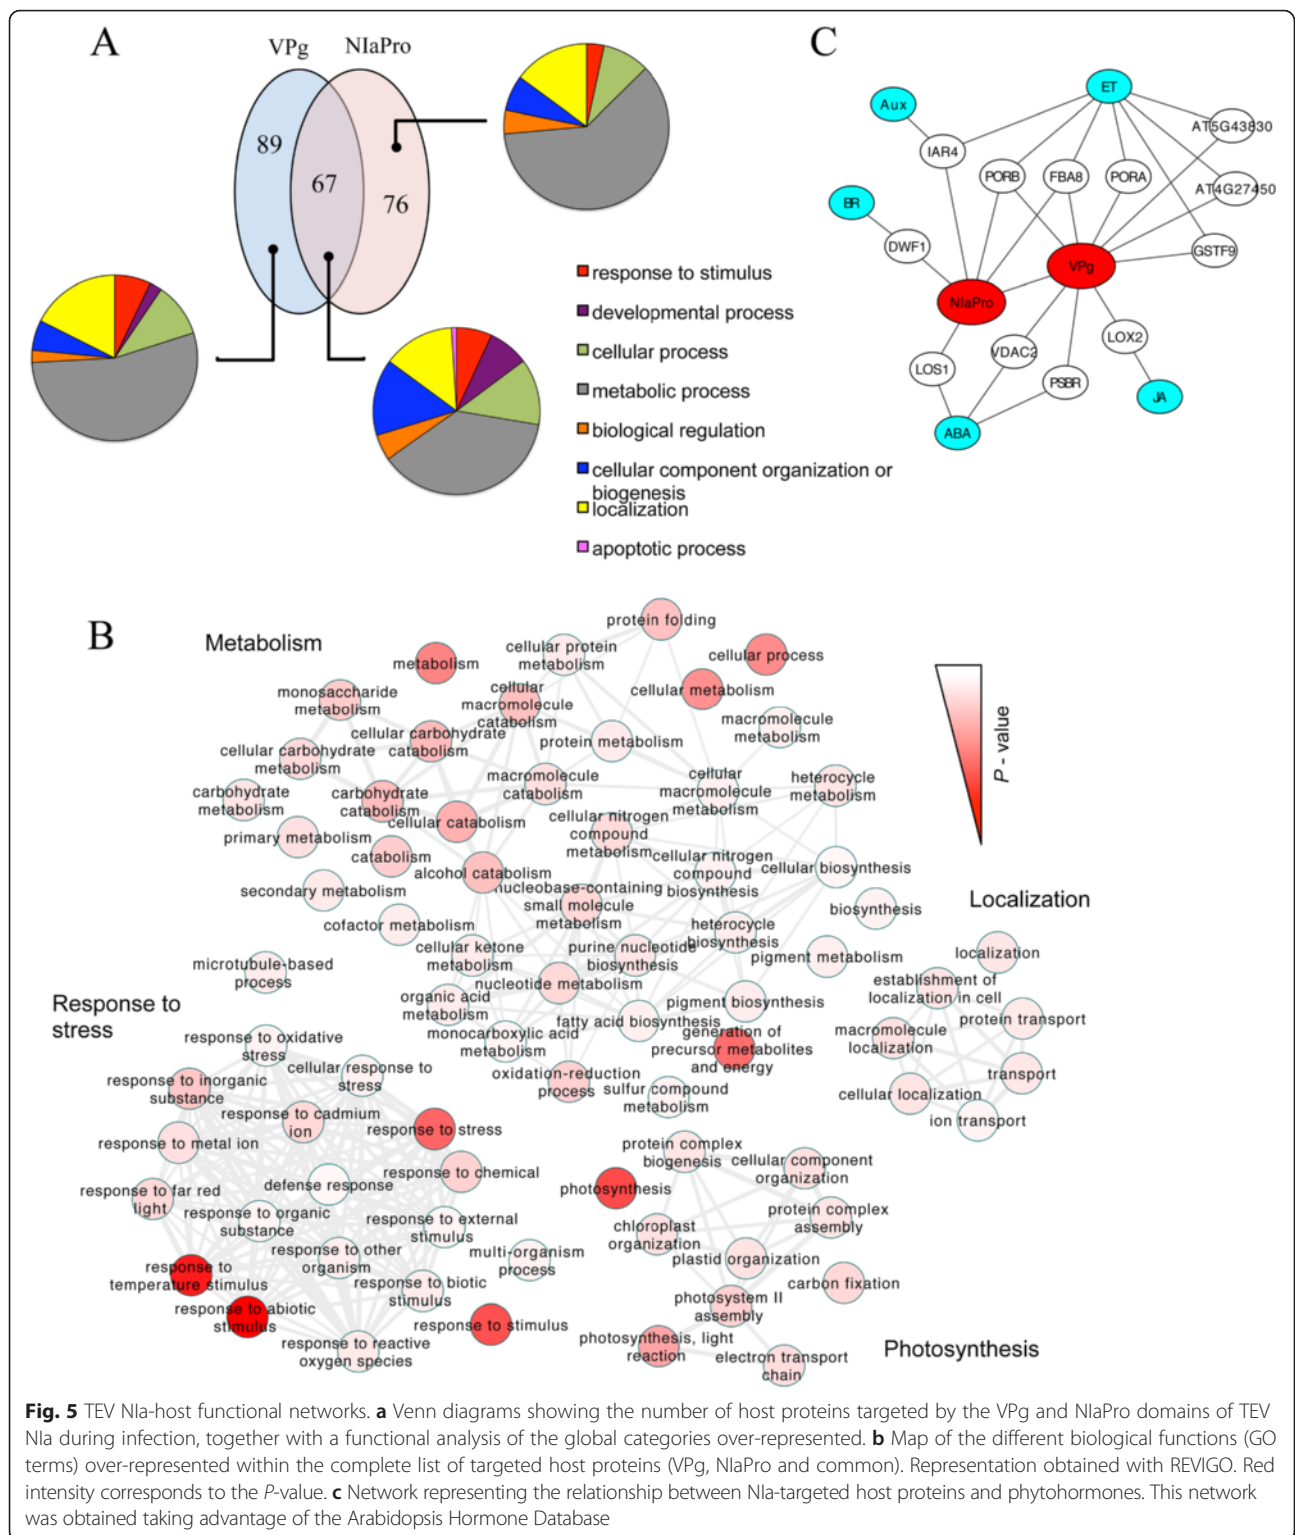 A
VPg
NIaPro
89
67
76
response to stimulus
developmental process
cellular process
metabolic process
biological regulation
cellular component organization or
biogenesis
localization
apoptotic process
C
ET
Aux
AT5G43830
IAR4
PORB
FBA8
PORA
AT4G27450
BR
DWF1
GSTF9
VPg
NIaPro
LOX2
VDAC2
LOS1
PSBR
JA
ABA
B
Metabolism
protein folding
cellular protein
metabolism
metabolism
cellular process
cellular metabolism
monosaccharide
metabolism
cellular
macromolecule
catabolism
macromolecule
metabolism
cellular carbohydrate
catabolism
protein metabolism
cellular carbohydrate
metabolism
P - value
macromolecule
catabolism
cellular
macromolecule
metabolism
heterocycle
metabolism
carbohydrate
metabolism
carbohydrate
catabolism
cellular catabolism
cellular nitrogen
compound
metabolism
primary metabolism
catabolism
alcohol catabolism
cellular nitrogen
compound
biosynthesis
cellular biosynthesis
secondary metabolism
nucleobase-containing
small molecule
metabolism
biosynthesis
Localization
cofactor metabolism
heterocycle
biosynthesis
cellular ketone
metabolism
purine nucleotide
biosynthesis
pigment metabolism
localization
microtubule-based
process
nucleotide metabolism
establishment of
localization in cell
organic acid
metabolism
pigment biosynthesis
Response to
stress
fatty acid biosynthesis
protein transport
monocarboxylic acid
metabolism
generation of
precursor metabolites
and energy
macromolecule
localization
response to oxidative
stress
cellular response to
stress
oxidation-reduction
process
transport
response to inorganic
substance
sulfur compound
metabolism
cellular localization
response to cadmium
ion
response to stress
ion transport
response to metal ion
protein complex
biogenesis
cellular component
organization
response to chemical
defense response
photosynthesis
response to far red
light
response to organic
substance
response to external
stimulus
protein complex
assembly
chloroplast
organization
response to other
organism
multi-organism
process
plastid organization
response to
temperature stimulus
response to biotic
stimulus
carbon fixation
photosystem II
assembly
response to abiotic
stimulus
response to stimulus
response to reactive
oxygen species
photosynthesis, light
reaction
electron transport
chain
Photosynthesis
Fig. 5 TEV NIa-host functional networks. a Venn diagrams showing the number of host proteins targeted by the VPg and NIaPro domains of TEV
NIa during infection, together with a functional analysis of the global categories over-represented. b Map of the different biological functions (GO
terms) over-represented within the complete list of targeted host proteins (VPg, NIaPro and common). Representation obtained with REVIGO. Red
intensity corresponds to the P-value. c Network representing the relationship between NIa-targeted host proteins and phytohormones. This network
was obtained taking advantage of the Arabidopsis Hormone Database